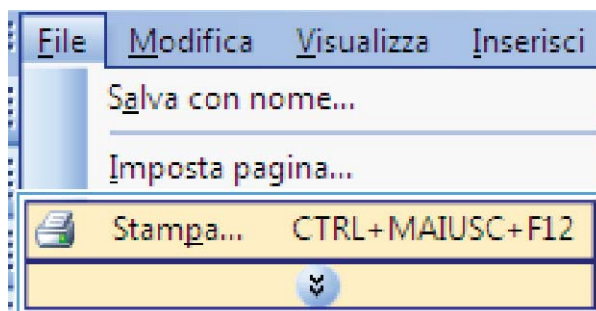 File Modifica Visualizza Inserisci
Salva con nome...
Imposta pagina...
Stampa... CTRL+MAIUSC+F12